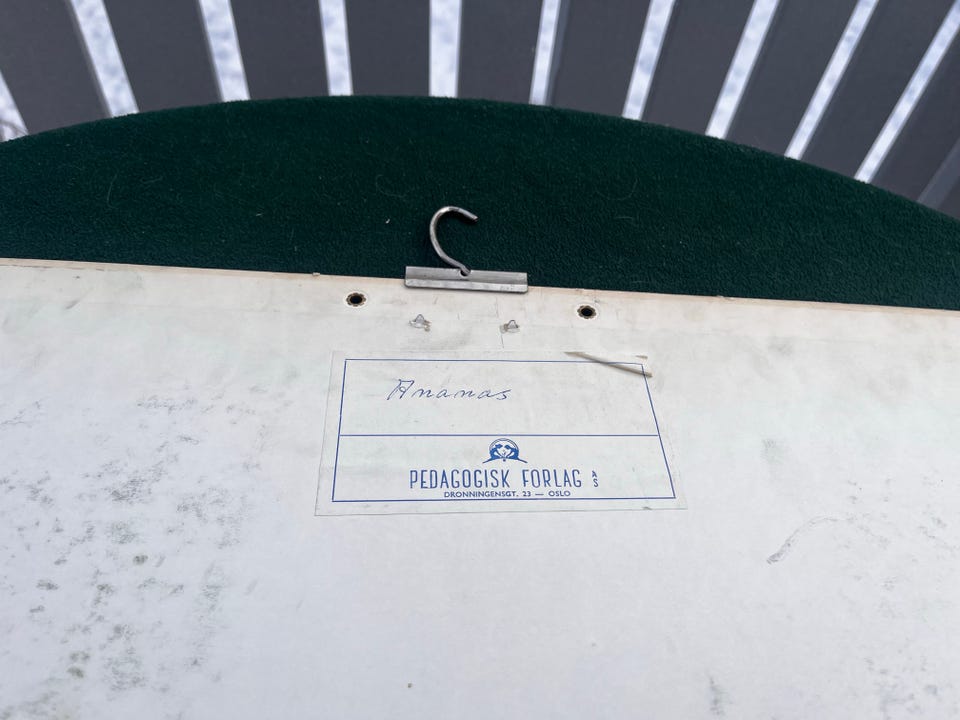 Ananas
PEDAGOGISK FORLAG A/S
DRONNINGENSGT. 23 — OSLO